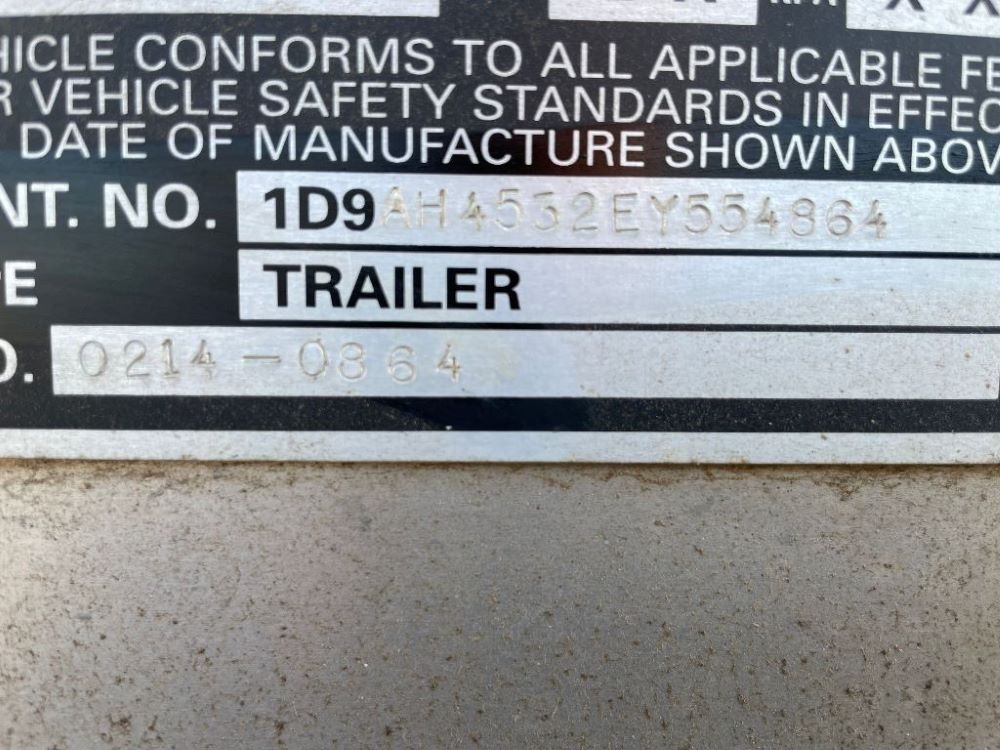 HICLE CONFORMS TO ALL APPLICABLE FE
R VEHICLE SAFETY STANDARDS IN EFFEC
DATE OF MANUFACTURE SHOWN ABOV
NT. NO. 1D9AH4532EY554864
E TRAILER
O. 0214-0864